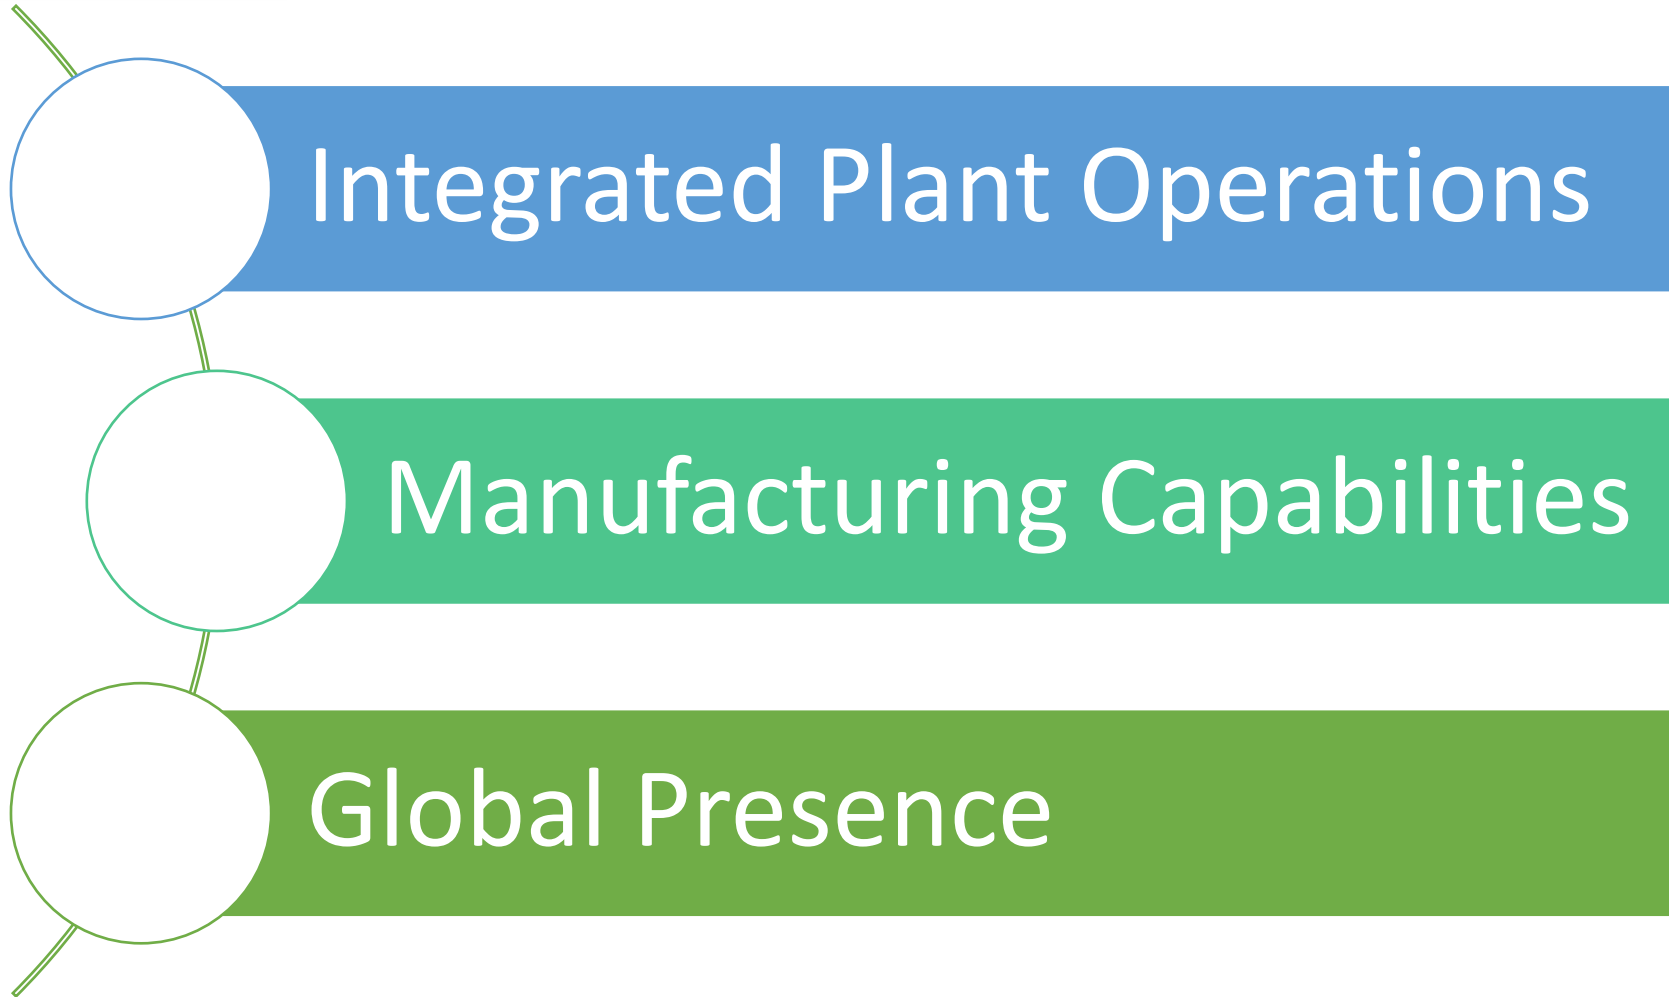 Integrated Plant Operations
Manufacturing Capabilities
Global Presence